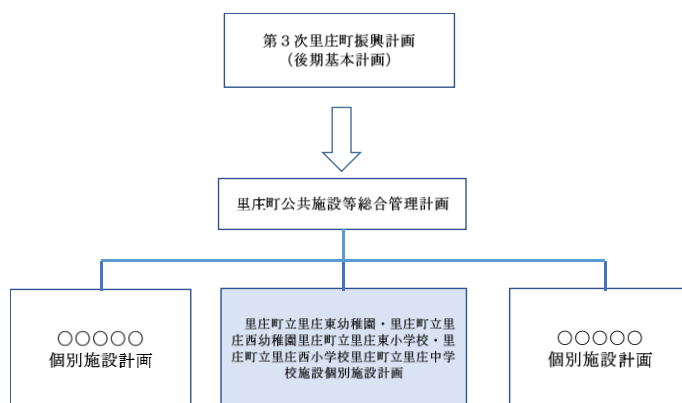 第３次里庄町振興計画
（後期基本計画）
里庄町公共施設等総合管理計画
○○○○○
個別施設計画
里庄町立里庄東幼稚園・里庄町立里
庄西幼稚園里庄町立里庄東小学校・里
庄町立里庄西小学校里庄町立里庄中学
校施設個別施設計画
○○○○○
個別施設計画